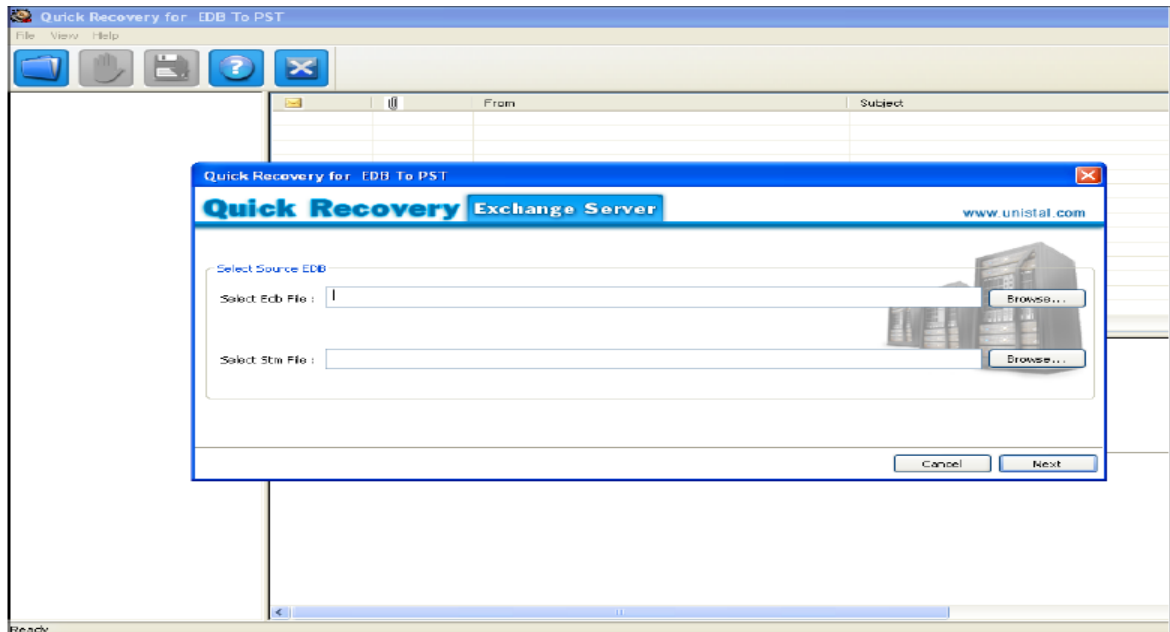 Quick Recovery for EDB To PST
File View Help
From Subject
Quick Recovery for EDB To PST
Quick Recovery Exchange Server www.unistal.com
Select Source EDB
Select Edb File : Browse...
Select Stm File : Browse...
Cancel Next
Ready